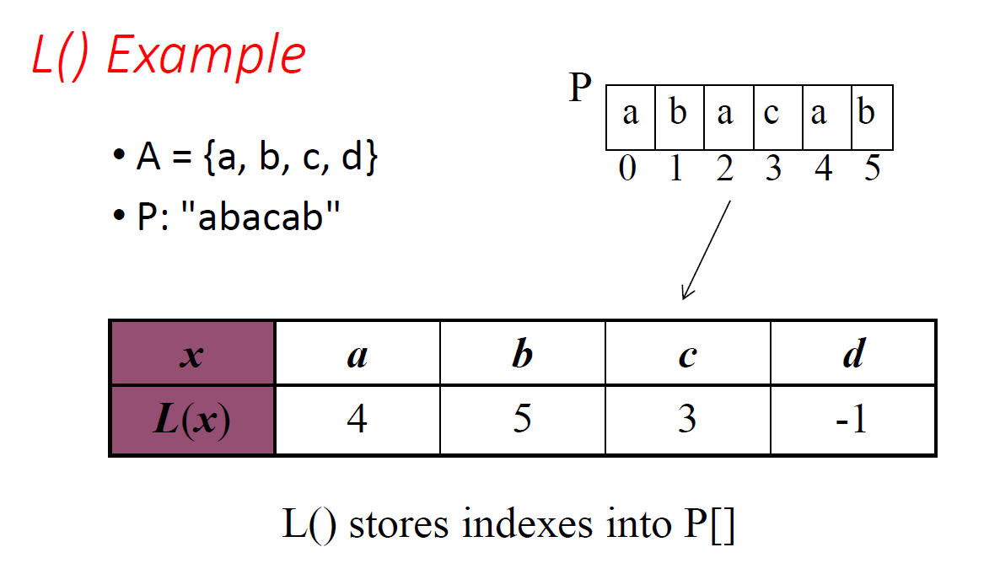 L() Example
• A = {a, b, c, d}
• P: "abacab"
P
a b a c a b
0 1 2 3 4 5
x a b c d
L(x) 4 5 3 -1
L() stores indexes into P[]